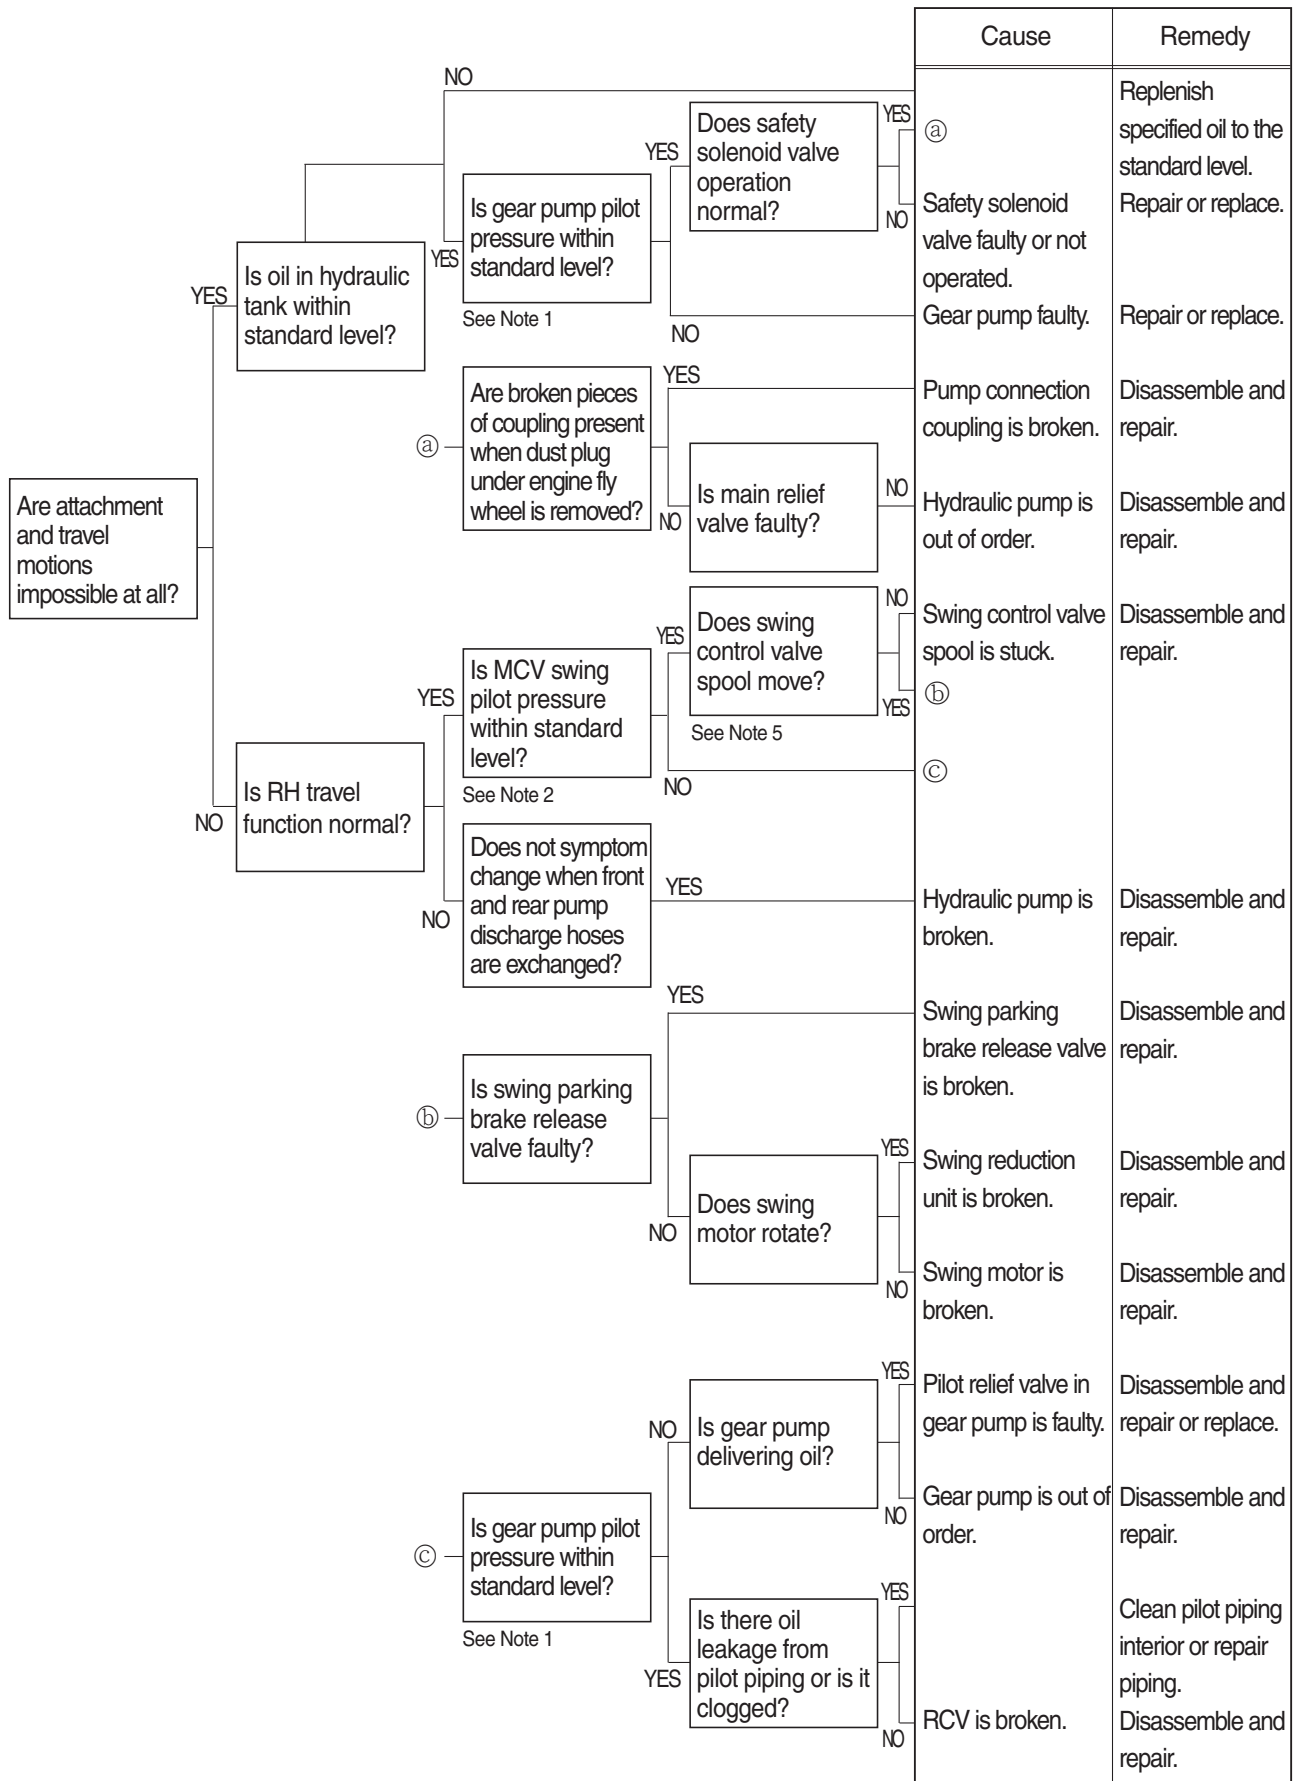 Cause
Remedy
NO
Replenish
specified oil to the
standard level.
Does safety
solenoid valve
operation
normal?
YES
YES
ⓐ
NO
Safety solenoid
valve faulty or not
operated.
Repair or replace.
Is gear pump pilot
pressure within
standard level?
YES
See Note 1
NO
Gear pump faulty.
Repair or replace.
Is oil in hydraulic
tank within
standard level?
YES
Are broken pieces
of coupling present
when dust plug
under engine fly
wheel is removed?
ⓐ
YES
Pump connection
coupling is broken.
Disassemble and
repair.
NO
Is main relief
valve faulty?
NO
Hydraulic pump is
out of order.
Disassemble and
repair.
Are attachment
and travel
motions
impossible at all?
Does swing
control valve
spool move?
YES
NO
Swing control valve
spool is stuck.
Disassemble and
repair.
YES
ⓑ
See Note 5
Is MCV swing
pilot pressure
within standard
level?
YES
See Note 2
NO
ⓒ
Is RH travel
function normal?
NO
Does not symptom
change when front
and rear pump
discharge hoses
are exchanged?
NO
YES
Hydraulic pump is
broken.
Disassemble and
repair.
YES
Swing parking
brake release valve
is broken.
Disassemble and
repair.
ⓑ
Is swing parking
brake release
valve faulty?
NO
Does swing
motor rotate?
YES
Swing reduction
unit is broken.
Disassemble and
repair.
NO
Swing motor is
broken.
Disassemble and
repair.
NO
Is gear pump
delivering oil?
YES
Pilot relief valve in
gear pump is faulty.
Disassemble and
repair or replace.
NO
Gear pump is out of
order.
Disassemble and
repair.
ⓒ
Is gear pump pilot
pressure within
standard level?
See Note 1
YES
Is there oil
leakage from
pilot piping or is it
clogged?
YES
Clean pilot piping
interior or repair
piping.
NO
RCV is broken.
Disassemble and
repair.